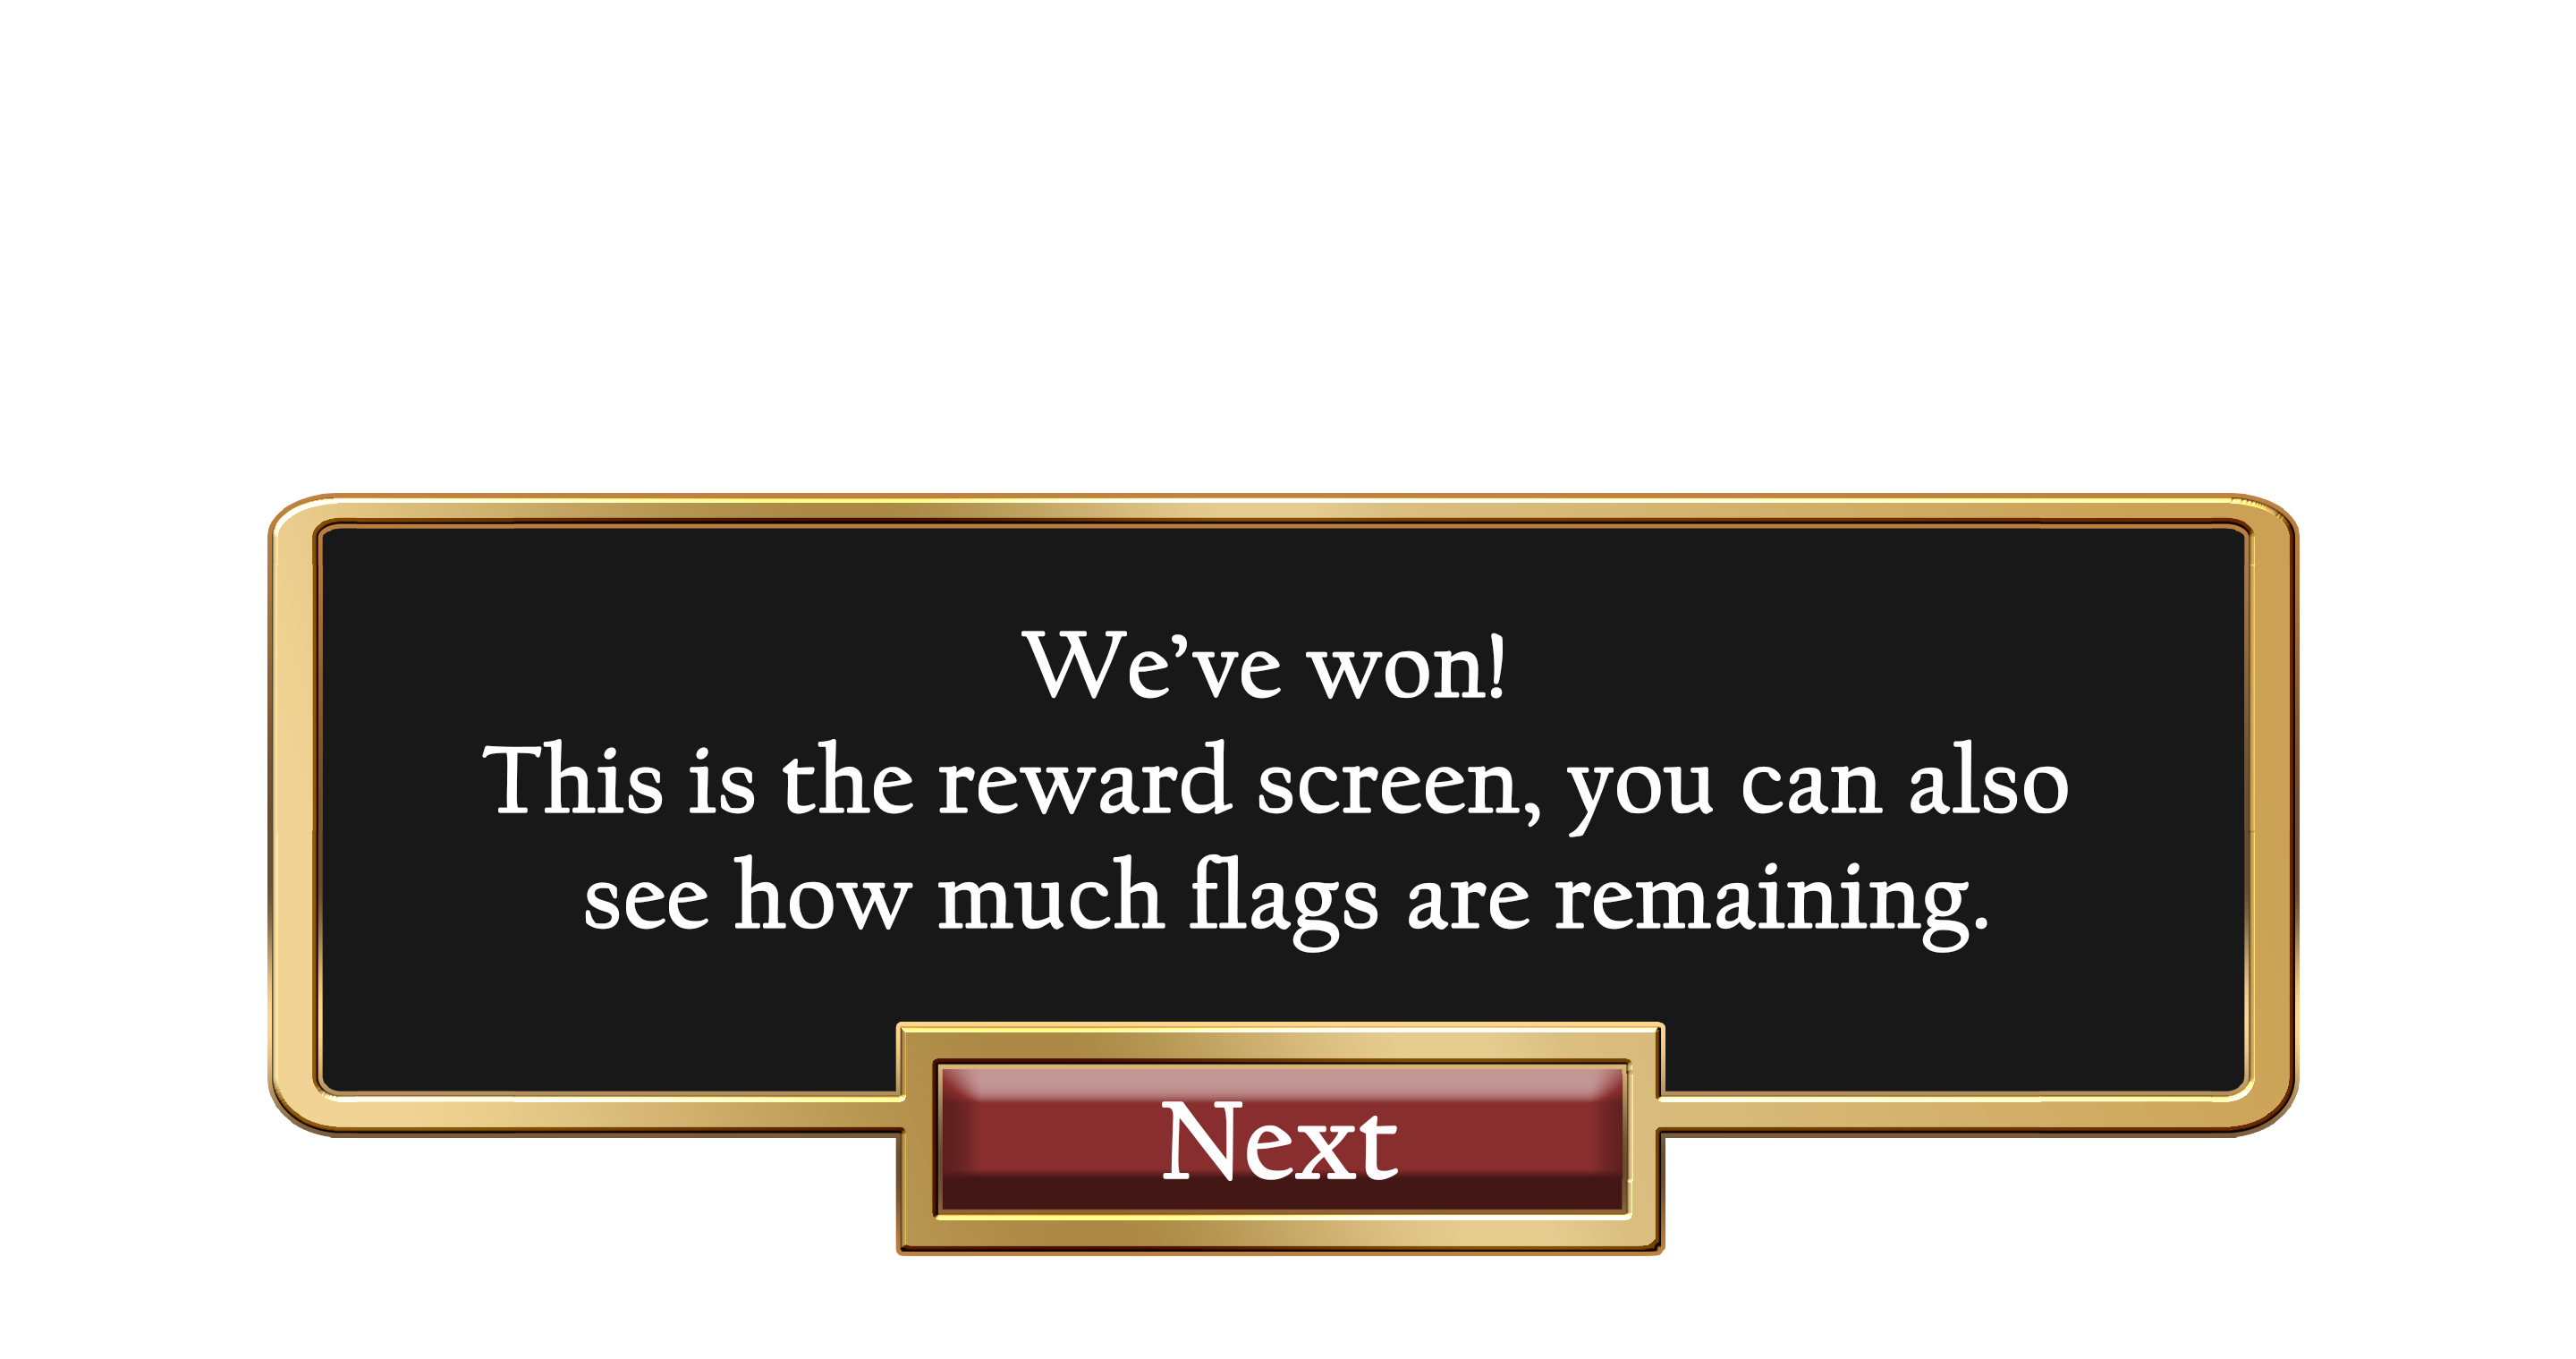 We’ve won!
This is the reward screen, you can also
see how much flags are remaining.
Next